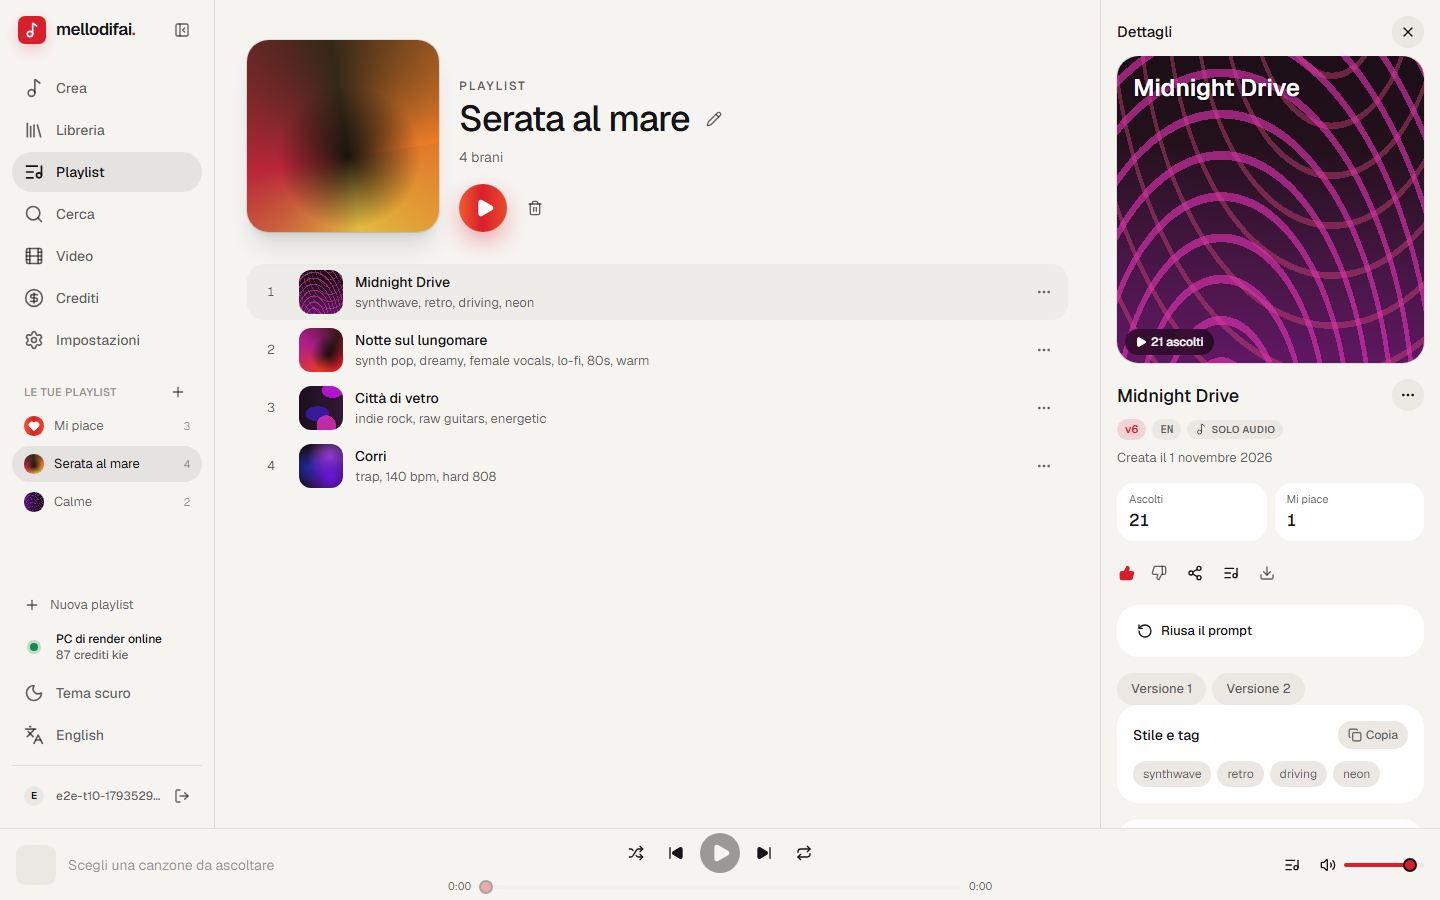 mellodifai.
Crea
Libreria
Playlist
Cerca
Video
Crediti
Impostazioni
LE TUE PLAYLIST
Mi piace 3
Serata al mare 4
Calme 2
Nuova playlist
PC di render online
87 crediti kie
Tema scuro
English
E e2e-t10-1793529...
PLAYLIST
Serata al mare
4 brani
1 Midnight Drive
synthwave, retro, driving, neon
2 Notte sul lungomare
synth pop, dreamy, female vocals, lo-fi, 80s, warm
3 Città di vetro
indie rock, raw guitars, energetic
4 Corri
trap, 140 bpm, hard 808
Dettagli
Midnight Drive
21 ascolti
Midnight Drive
v6 EN SOLO AUDIO
Creata il 1 novembre 2026
Ascolti Mi piace
21 1
Riusa il prompt
Versione 1 Versione 2
Stile e tag Copia
synthwave retro driving neon
Scegli una canzone da ascoltare
0:00 0:00